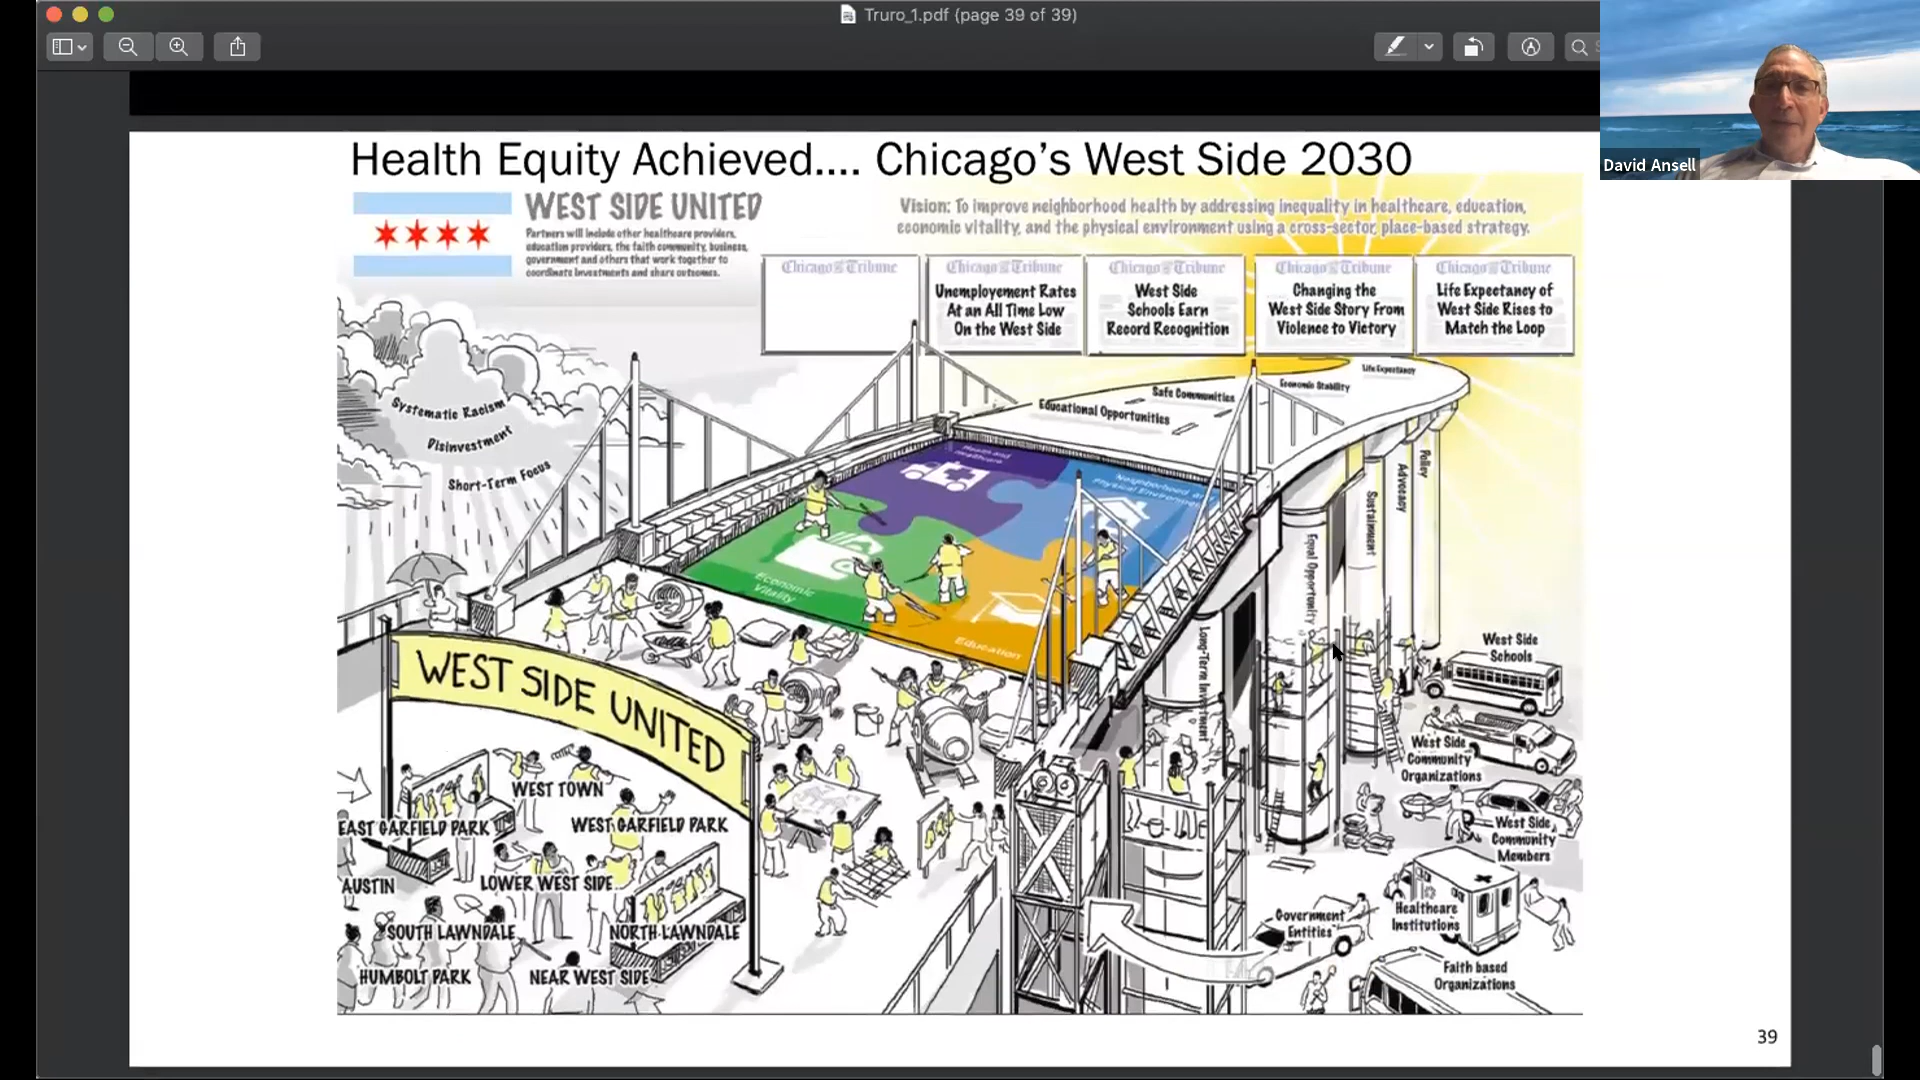 Truro_1.pdf (page 39 of 39)
David Ansell
Health Equity Achieved.... Chicago's West Side 2030
WEST SIDE UNITED
Partners will include other healthcare providers,
education providers, the faith community, business,
government and others that work together to
coordinate investments and share outcomes.
Vision: To improve neighborhood health by addressing inequality in healthcare, education,
economic vitality, and the physical environment using a cross-sector, place-based strategy.
Chicago Tribune
Chicago Tribune
Unemployement Rates
At an All Time Low
On the West Side
Chicago Tribune
West Side
Schools Earn
Record Recognition
Chicago Tribune
Changing the
West Side Story From
Violence to Victory
Chicago Tribune
Life Expectancy of
West Side Rises to
Match the Loop
Systematic Racism
Disinvestment
Short-Term Focus
Educational Opportunities
Safe Communities
Economic Stability
Life Expectancy
Health and
Healthcare
Neighborhood and
Physical Environment
Economic
Vitality
Education
Long-Term Investment
Equal Opportunity
Sustainment
Advocacy
Policy
WEST SIDE UNITED
WEST TOWN
EAST GARFIELD PARK
WEST GARFIELD PARK
AUSTIN
LOWER WEST SIDE
SOUTH LAWNDALE
NORTH LAWNDALE
HUMBOLT PARK
NEAR WEST SIDE
West Side
Schools
West Side
Community
Organizations
West Side
Community
Members
Government
Entities
Healthcare
Institutions
Faith based
Organizations
39